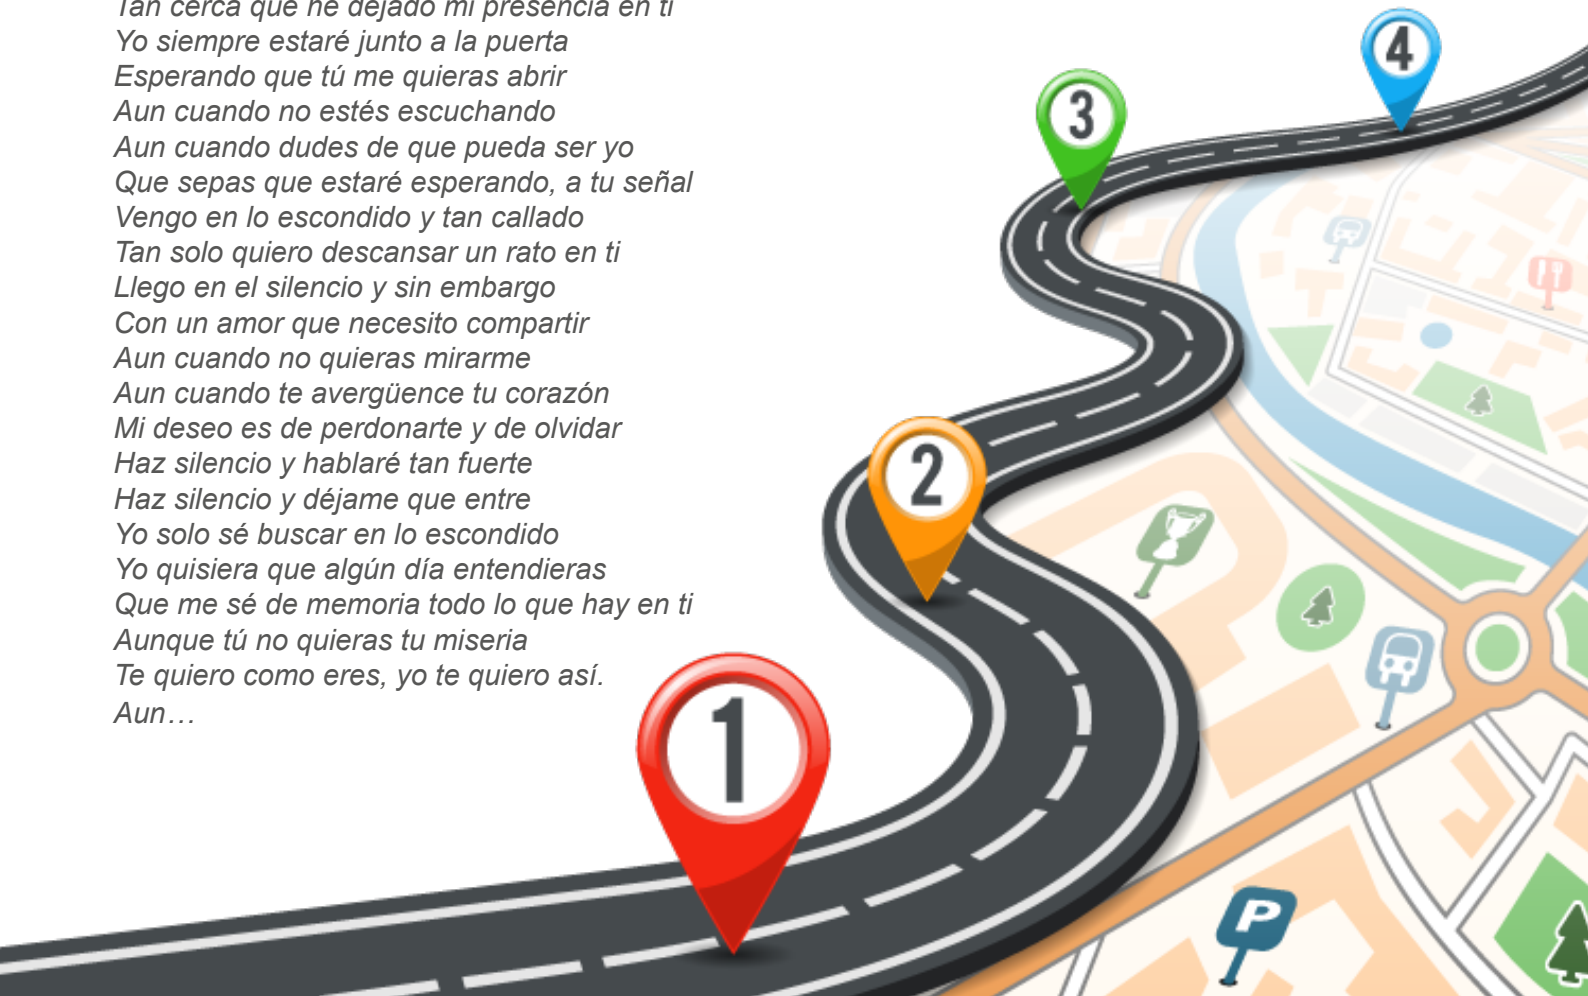 Tan cerca que he dejado mi presencia en ti
Yo siempre estaré junto a la puerta
Esperando que tú me quieras abrir
Aun cuando no estés escuchando
Aun cuando dudes de que pueda ser yo
Que sepas que estaré esperando, a tu señal
Vengo en lo escondido y tan callado
Tan solo quiero descansar un rato en ti
Llego en el silencio y sin embargo
Con un amor que necesito compartir
Aun cuando no quieras mirarme
Aun cuando te avergüence tu corazón
Mi deseo es de perdonarte y de olvidar
Haz silencio y hablaré tan fuerte
Haz silencio y déjame que entre
Yo solo sé buscar en lo escondido
Yo quisiera que algún día entendieras
Que me sé de memoria todo lo que hay en ti
Aunque tú no quieras tu miseria
Te quiero como eres, yo te quiero así.
Aun…
4
3
2
1
P